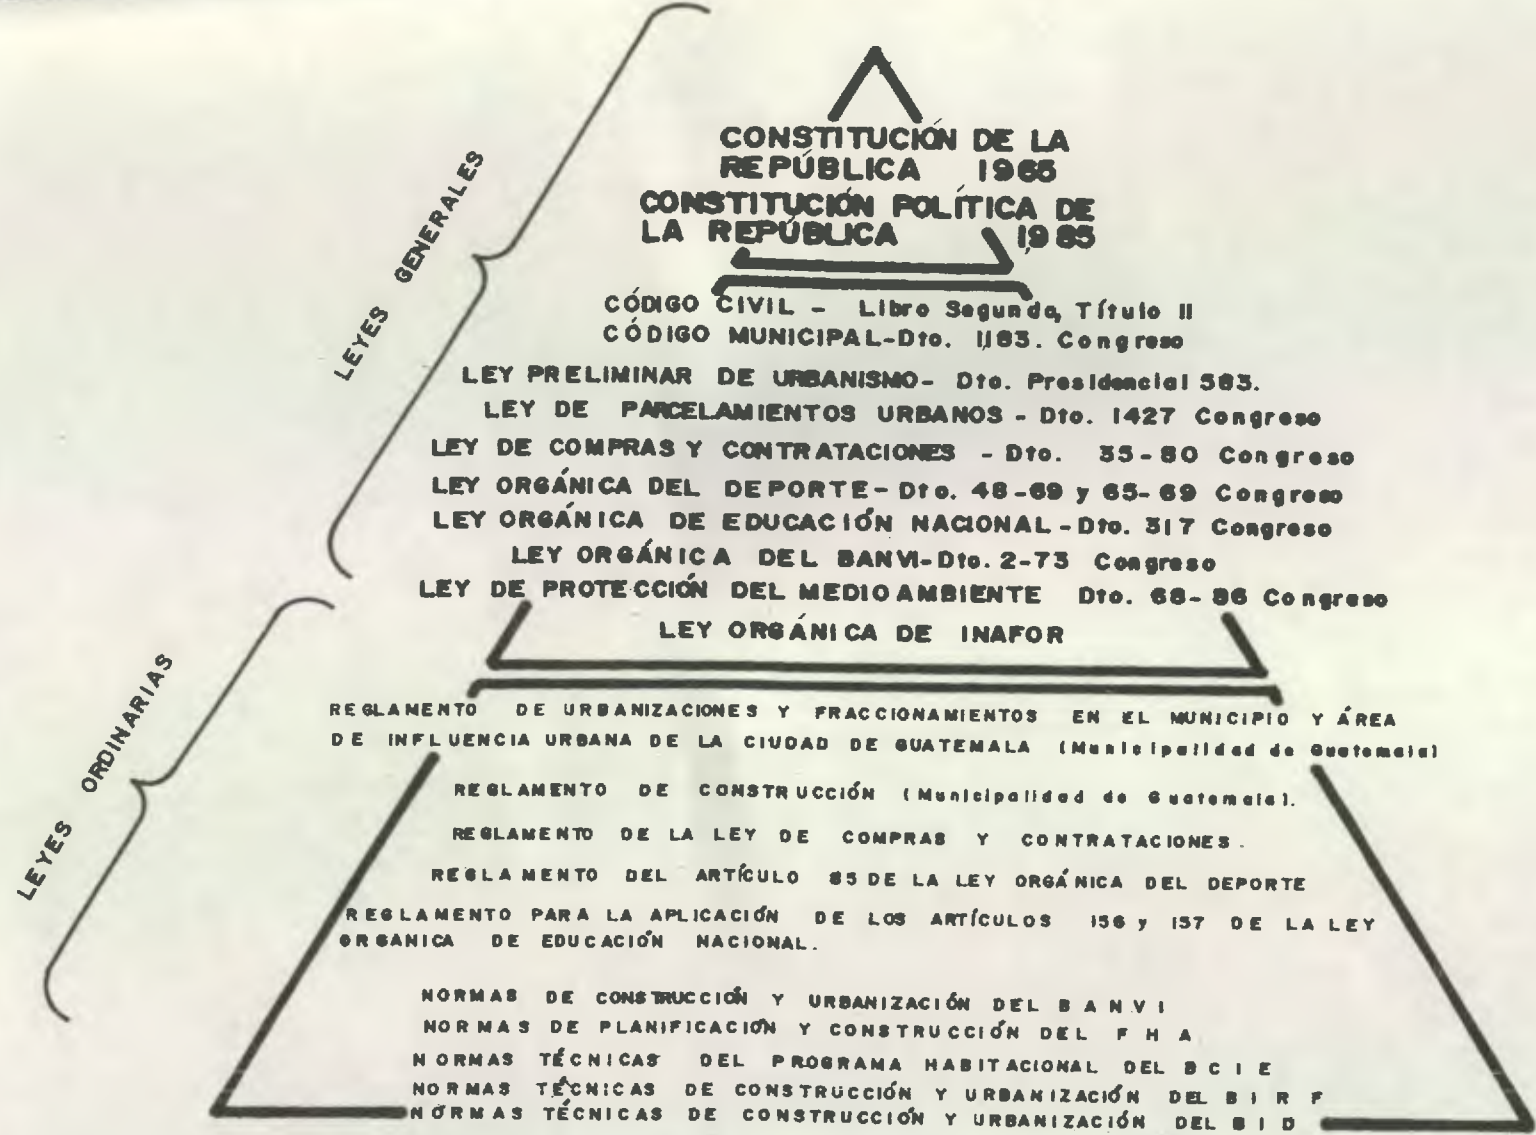 CONSTITUCIÓN DE LA
REPÚBLICA 1965
CONSTITUCIÓN POLÍTICA DE
LA REPÚBLICA 1985
LEYES GENERALES
CÓDIGO CIVIL - Libro Segundo, Título II
CÓDIGO MUNICIPAL-Dto. 1183. Congreso
LEY PRELIMINAR DE URBANISMO- Dto. Presidencial 583.
LEY DE PARCELAMIENTOS URBANOS - Dto. 1427 Congreso
LEY DE COMPRAS Y CONTRATACIONES - Dto. 35-80 Congreso
LEY ORGÁNICA DEL DEPORTE- Dto. 48-69 y 65-69 Congreso
LEY ORGÁNICA DE EDUCACIÓN NACIONAL - Dto. 317 Congreso
LEY ORGÁNICA DEL BANVI- Dto. 2-73 Congreso
LEY DE PROTECCIÓN DEL MEDIO AMBIENTE Dto. 68-86 Congreso
LEY ORGÁNICA DE INAFOR
LEYES ORDINARIAS
REGLAMENTO DE URBANIZACIONES Y FRACCIONAMIENTOS EN EL MUNICIPIO Y ÁREA
DE INFLUENCIA URBANA DE LA CIUDAD DE GUATEMALA (Municipalidad de Guatemala)
REGLAMENTO DE CONSTRUCCIÓN (Municipalidad de Guatemala).
REGLAMENTO DE LA LEY DE COMPRAS Y CONTRATACIONES.
REGLAMENTO DEL ARTÍCULO 85 DE LA LEY ORGÁNICA DEL DEPORTE
REGLAMENTO PARA LA APLICACIÓN DE LOS ARTÍCULOS 156 y 157 DE LA LEY
ORGANICA DE EDUCACIÓN NACIONAL.
NORMAS DE CONSTRUCCIÓN Y URBANIZACIÓN DEL BANVI
NORMAS DE PLANIFICACIÓN Y CONSTRUCCIÓN DEL FHA
NORMAS TÉCNICAS DEL PROGRAMA HABITACIONAL DEL BCIE
NORMAS TÉCNICAS DE CONSTRUCCIÓN Y URBANIZACIÓN DEL BIRF
NORMAS TÉCNICAS DE CONSTRUCCIÓN Y URBANIZACIÓN DEL BID